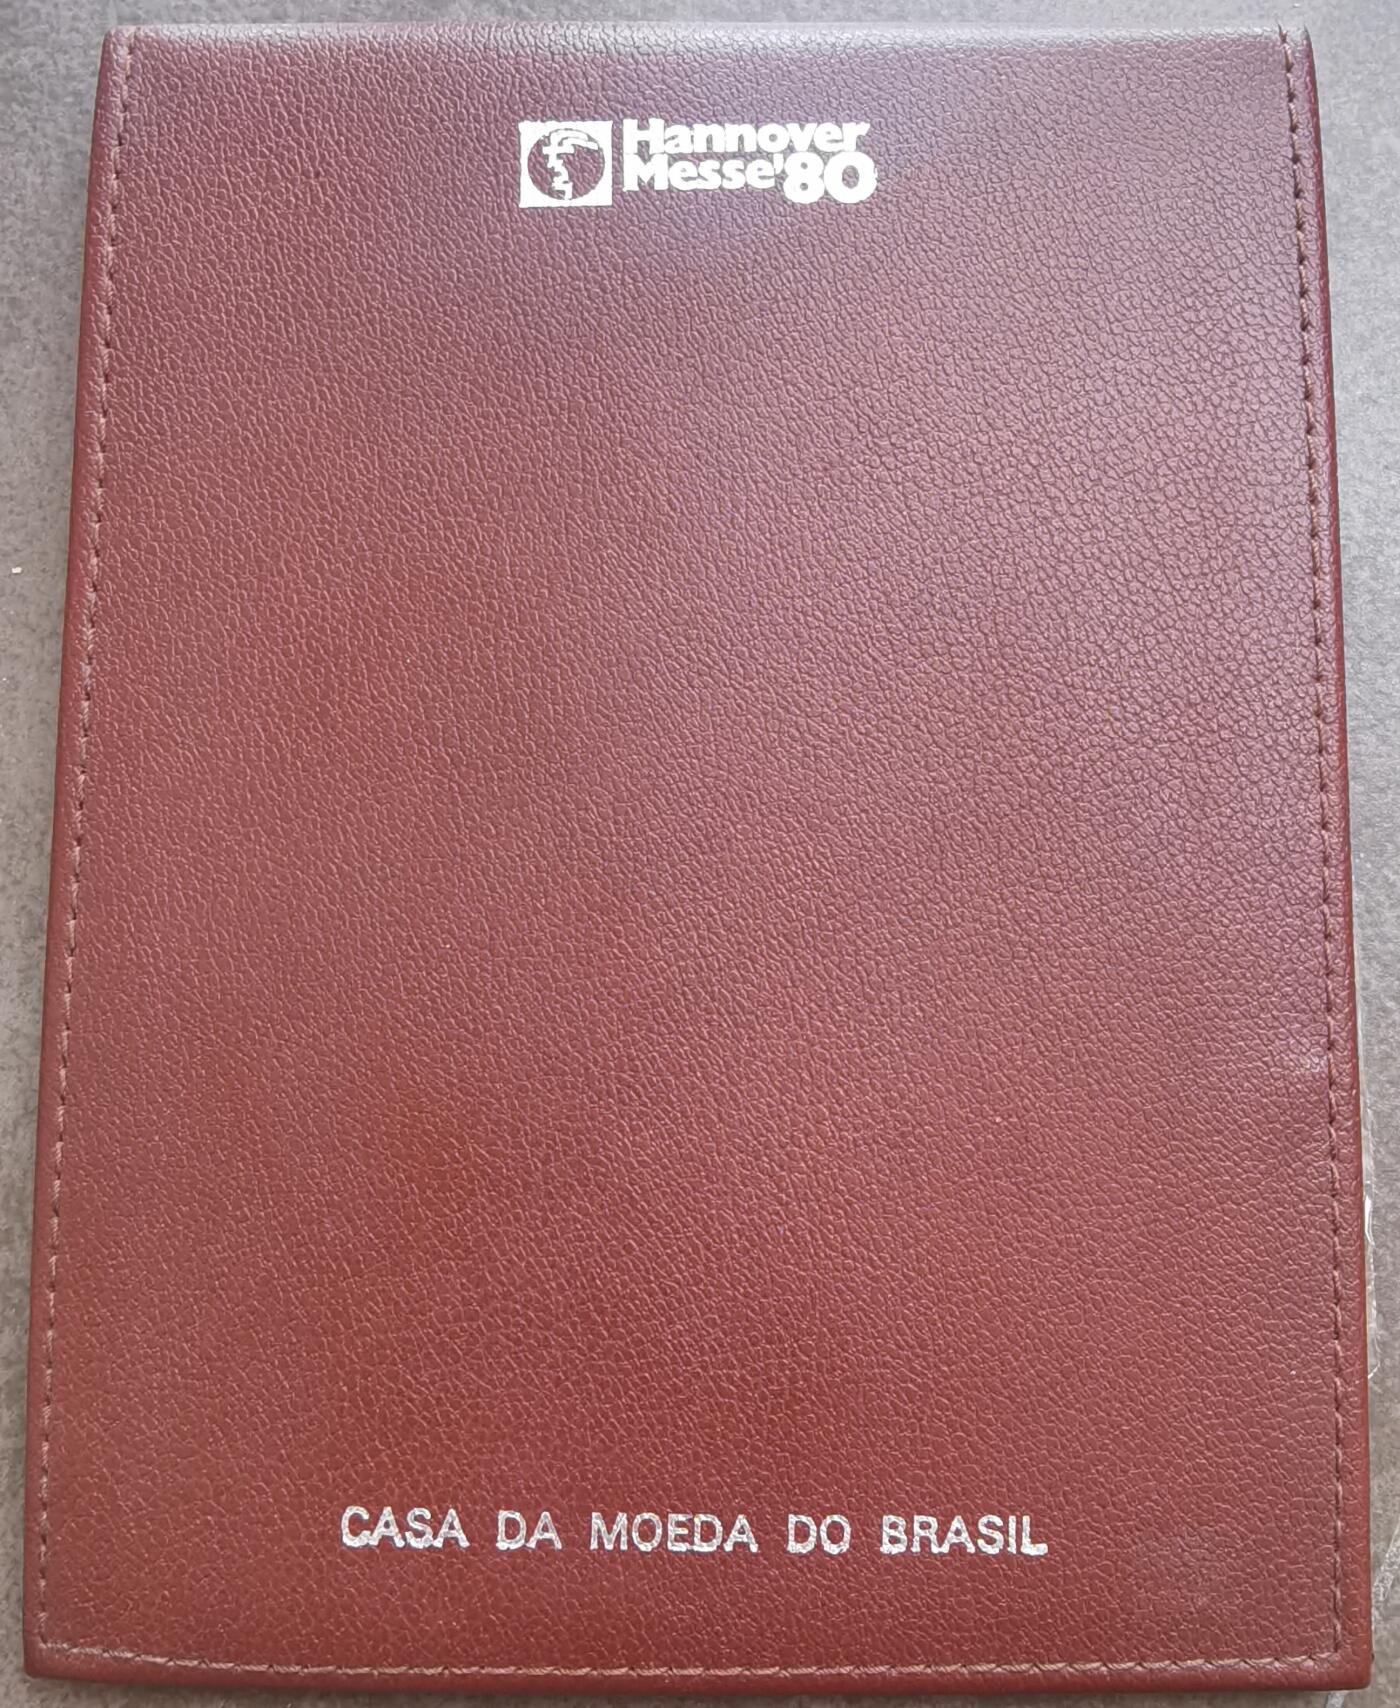 Hannover
Messe'80
CASA DA MOEDA DO BRASIL